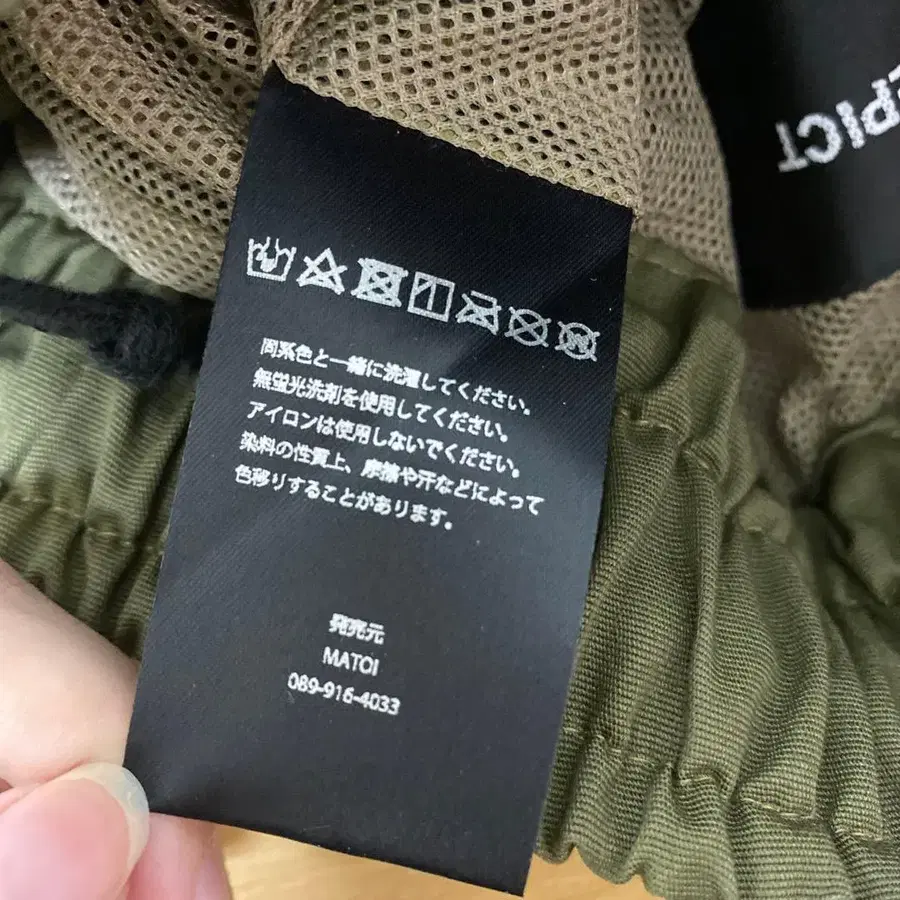 同系色と一緒に洗濯してください。
無蛍光洗剤を使用してください。
アイロンは使用しないでください。
染料の性質上、摩擦や汗などによって
色移りすることがあります。
発売元
MATOI
089-916-4033
EPICT